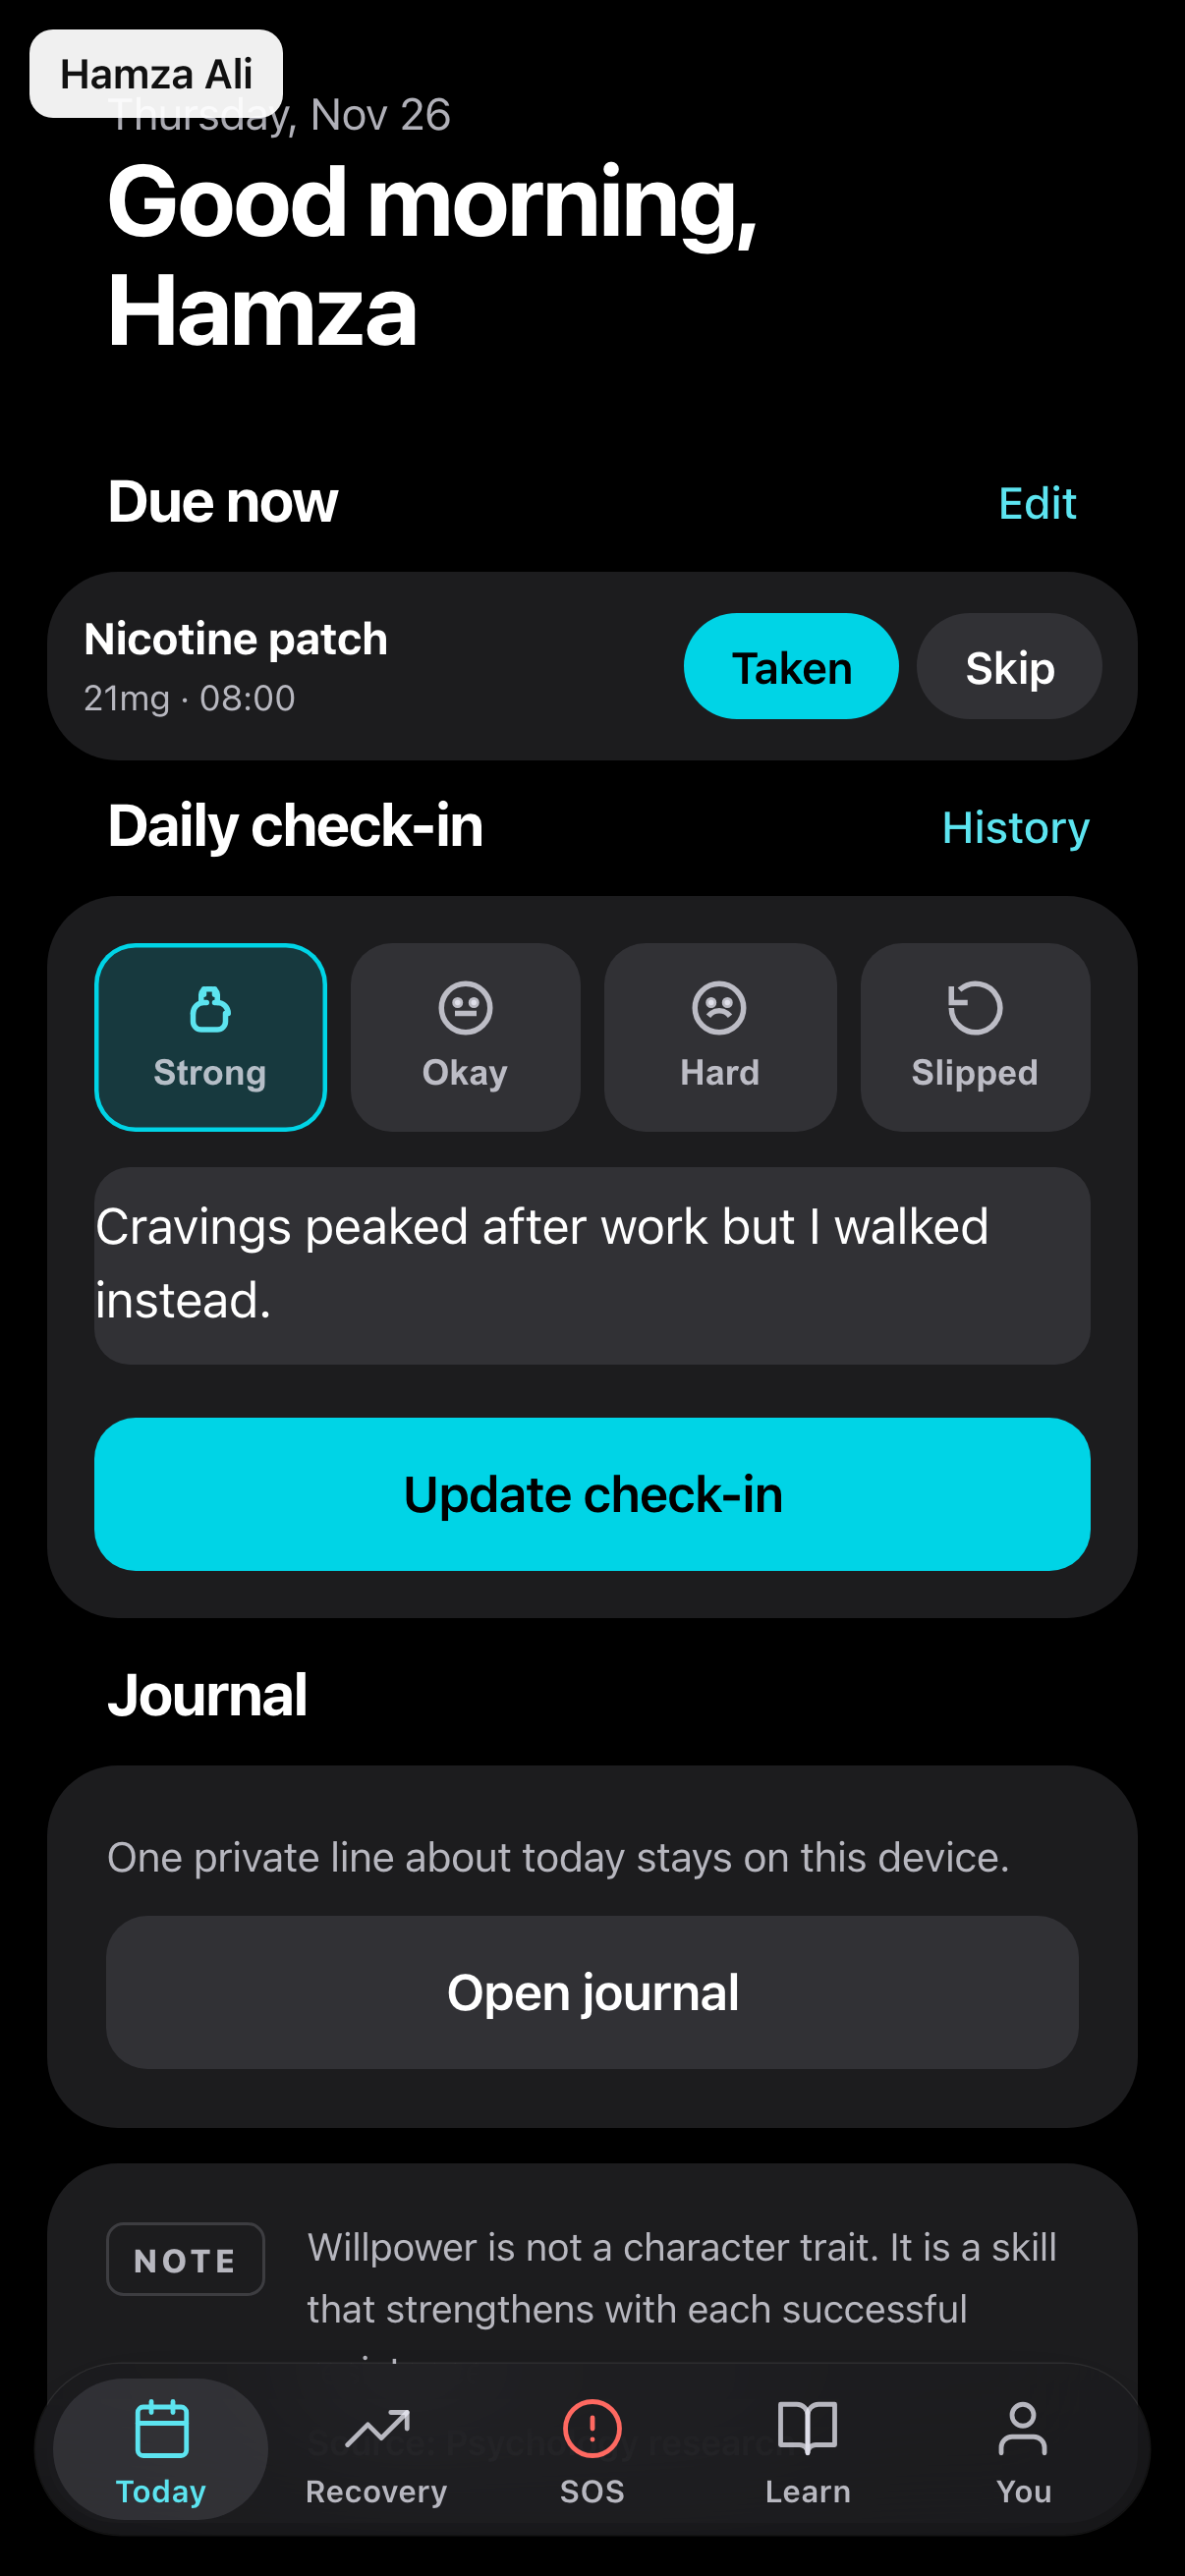 Hamza Ali
Thursday, Nov 26
Good morning,
Hamza
Due now
Edit
Nicotine patch
21mg · 08:00
Taken
Skip
Daily check-in
History
Strong
Okay
Hard
Slipped
Cravings peaked after work but I walked
instead.
Update check-in
Journal
One private line about today stays on this device.
Open journal
NOTE
Willpower is not a character trait. It is a skill
that strengthens with each successful
Source: Psychology research
Today
Recovery
SOS
Learn
You